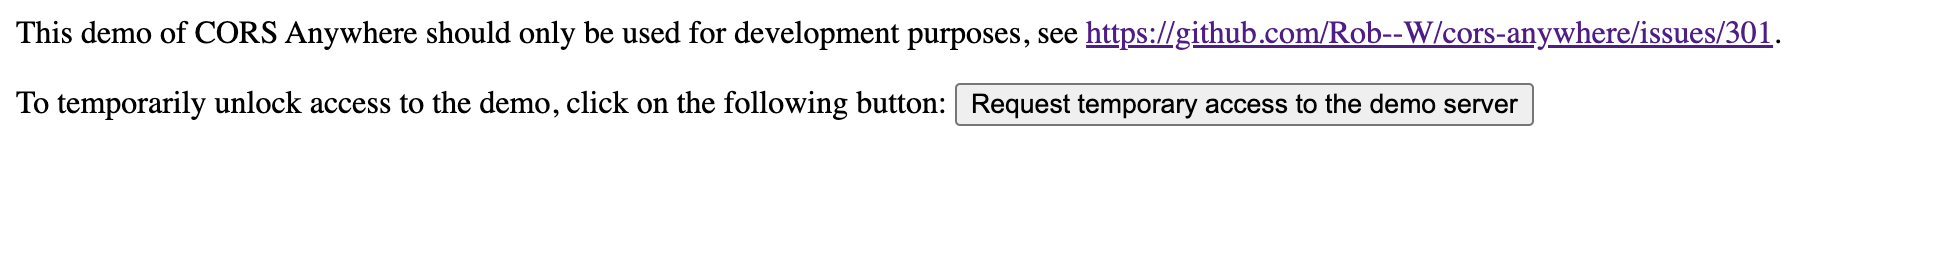 This demo of CORS Anywhere should only be used for development purposes, see https://github.com/Rob--W/cors-anywhere/issues/301.
To temporarily unlock access to the demo, click on the following button: Request temporary access to the demo server